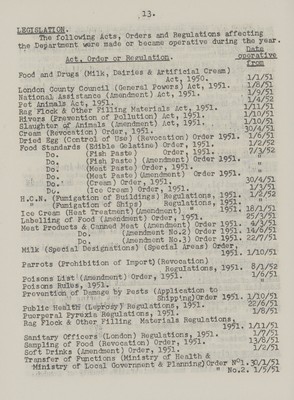 13.
LEGISLATION.
The following Acts, Orders and Regulations affecting
the Department were made or became operative during the year.
Act, Order or Regulation. Date operative from
Food and Drugs (Milk, Dairies & Artificial Cream)
Act, 1950. 1/1/51
London County Council (General Powers) Act, 1951. 1/8/51
National Assistance (Amendment) Act, 1951. 1/9/51
Pet Animals Act, 1951. 1/4/52
Rag Flock & Other Filling Materials Act, 1951. 1/11/51
Rivers (Prevention of Pollution) Act, 1951. 1/10/51
Slaughter of Animals (Amendment) Act, 1951. 1/10/51
Cream (Revocation) Order, 1951. 30/4/51
Dried Egg (Control of Use) (Revocation) Order 1951. 1/6/51
Food Standards (Edible Gelatine) Order, 1951. 1/2/52
Do. (Fish Paste) Order, 1951. 7/3/52
Do. (Fish Paste) (Amendment) Order, 1951. "
Do. (Meat Paste) Order, 1951. "
Do. (Meat Paste) (Amendment) Order, 1951. "
Do. (Cream) Order, 1951. 30/4/51
Do. (Ice Cream) Order, 1951. 1/3/51
H.C.N. (Fumigation of Buildings) Regulations, 1951. 1/2/52
" (Fumigation of Ships) Regulations, 1951. "
Ice Cream (Heat Treatment) (Amendment) 1951. 18/1/51
Labelling of Food (Amendment) Order, 1951. 25/3/51
Meat Products & Canned Meat (Amendment) Order 1951. 4/3/51
Do. (Amendment No.2) Order 1951. 14/6/51
Do. (Amendment No.3) Order 1951. 22/7/51
Milk (Special Designations) (Special Areas) Order,
1951. 1/10/51
Parrots (Prohibition of Import) (Revocation)
Regulations, 1951. 8/1/52
Poisons List (Amendment) Order, 1951. 1/6/51
Poisons Rules, 1951. "
Prevention of Damage by Pests (Application to
Shipping) Order 1951. 1/10/51
Public Health (Leprosy) Regulations, 1951. 22/6/51
Puerperal Pyrexia Regulations, 1951. 1/8/51
Rag Flock & Other Filling Materials Regulations,
1951. 1/11/51
Sanitary Officers (London) Regulations, 1951. 1/7/51
Sampling of Food (Revocation) Order, 1951. 13/8/51
Soft Drinks (Amendment) Order, 1951. 1/2/51
Transfer of Functions (Ministry of Health &
Ministry of Local Government & Planning) Order No1. 30/1/51
" No.2. 1/5/51